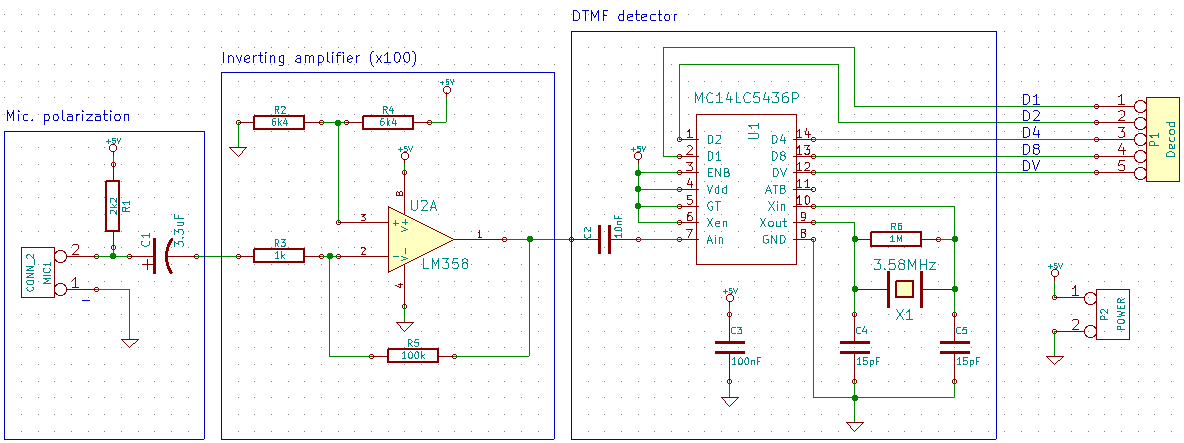 DTMF detector
Inverting amplifier (x100)
Mic. polarization
+5V
R1
2k2
C1
3.3uF
+
CONN_2
MIC1
2
1
_
R2
6k4
R4
6k4
+5V
+5V
8
V+
U2A
3
+
2
-
V-
4
1
LM358
R3
1k
R5
100k
C2
10nF
+5V
MC14LC5436P
U1
1 D2
2 D1
3 ENB
4 Vdd
5 GT
6 Xen
7 Ain
D4 14
D8 13
DV 12
ATB 11
Xin 10
Xout 9
GND 8
R6
1M
3.58MHz
X1
+5V
C3
100nF
C4
15pF
C5
15pF
D1 1
D2 2
D4 3
D8 4
DV 5
P1
Decod
+5V
1
2
P2
POWER